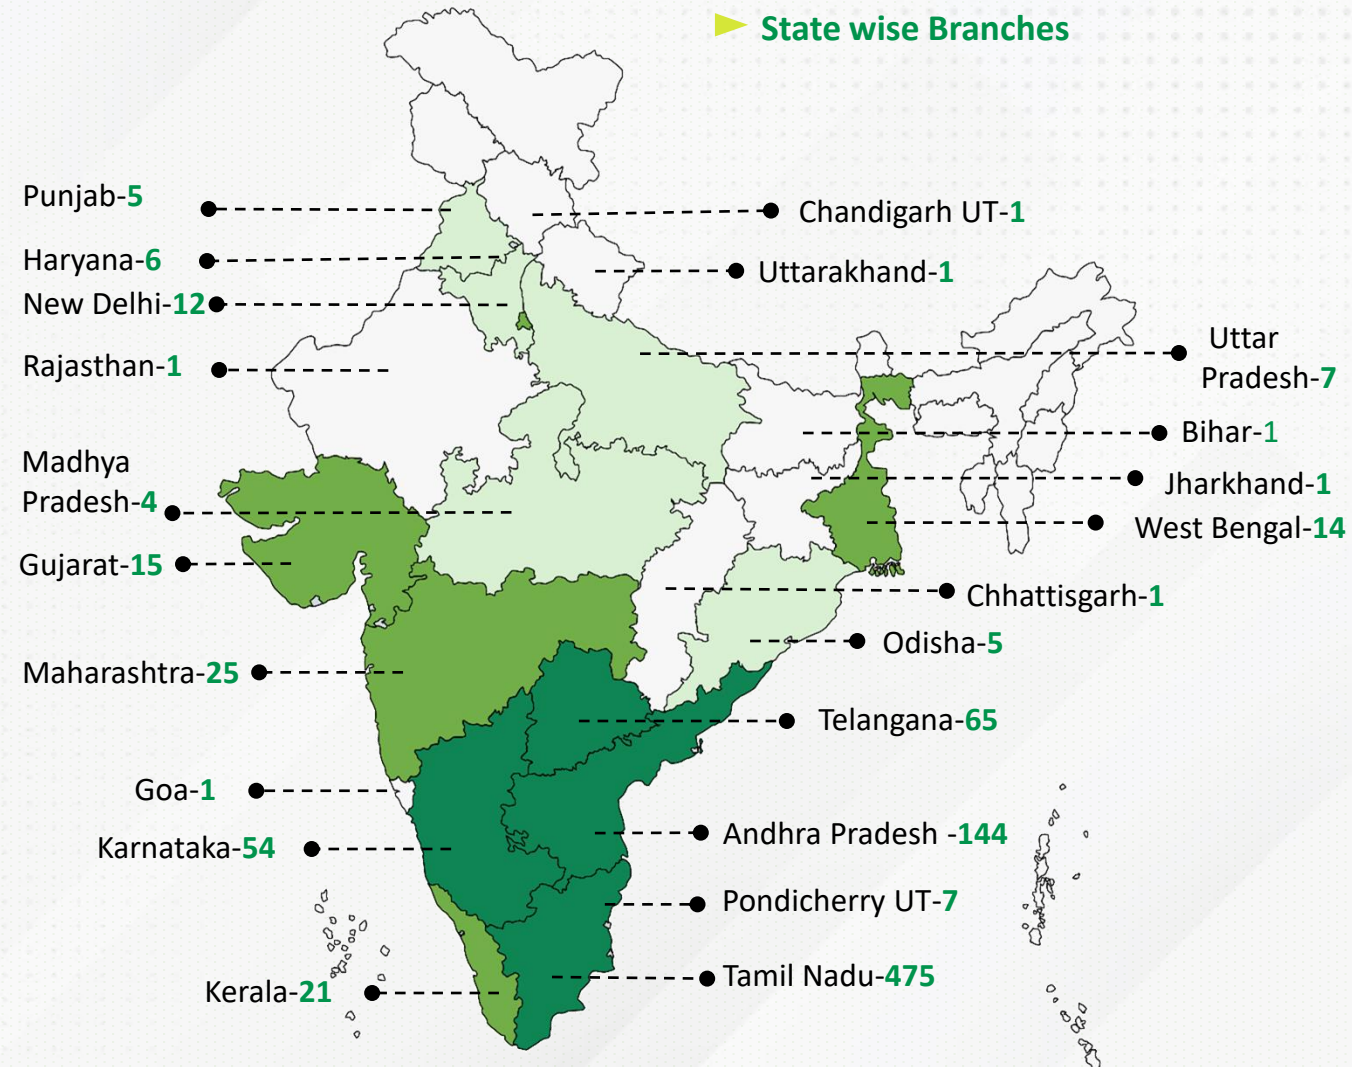 State wise Branches
Punjab-5
Haryana-6
New Delhi-12
Rajasthan-1
Madhya
Pradesh-4
Gujarat-15
Maharashtra-25
Goa-1
Karnataka-54
Kerala-21
Chandigarh UT-1
Uttarakhand-1
Uttar
Pradesh-7
Bihar-1
Jharkhand-1
West Bengal-14
Chhattisgarh-1
Odisha-5
Telangana-65
Andhra Pradesh -144
Pondicherry UT-7
Tamil Nadu-475